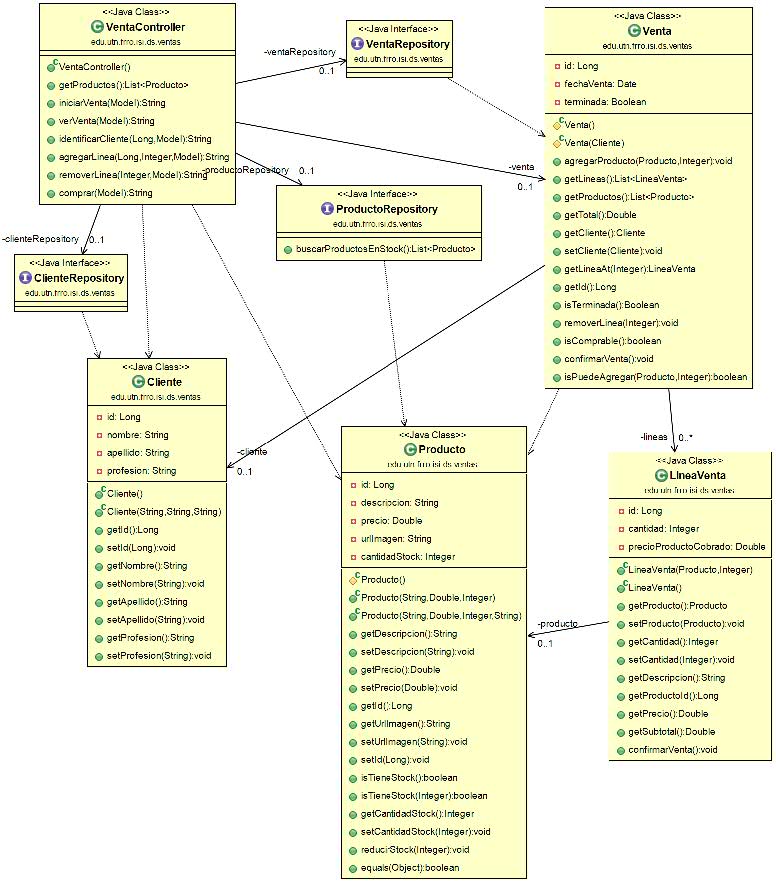 <<Java Class>>
VentaController
edu.utn.frro.isi.ds.ventas
VentaController()
getProductos():List<Producto>
iniciarVenta(Model):String
verVenta(Model):String
identificarCliente(Long,Model):String
agregarLinea(Long,Integer,Model):String
removerLinea(Integer,Model):String
comprar(Model):String
-ventaRepository
0..1
<<Java Interface>>
VentaRepository
edu.utn.frro.isi.ds.ventas
<<Java Class>>
Venta
edu.utn.frro.isi.ds.ventas
id: Long
fechaVenta: Date
terminada: Boolean
Venta()
Venta(Cliente)
agregarProducto(Producto,Integer):void
getLineas():List<LineaVenta>
getProductos():List<Producto>
getTotal():Double
getCliente():Cliente
setCliente(Cliente):void
getLineaAt(Integer):LineaVenta
getId():Long
isTerminada():Boolean
removerLinea(Integer):void
isComprable():boolean
confirmarVenta():void
isPuedeAgregar(Producto,Integer):boolean
-venta
0..1
-productoRepository
0..1
<<Java Interface>>
ProductoRepository
edu.utn.frro.isi.ds.ventas
buscarProductosEnStock():List<Producto>
-clienteRepository
0..1
<<Java Interface>>
ClienteRepository
edu.utn.frro.isi.ds.ventas
<<Java Class>>
Cliente
edu.utn.frro.isi.ds.ventas
id: Long
nombre: String
apellido: String
profesion: String
Cliente()
Cliente(String,String,String)
getId():Long
setId(Long):void
getNombre():String
setNombre(String):void
getApellido():String
setApellido(String):void
getProfesion():String
setProfesion(String):void
-cliente
0..1
<<Java Class>>
Producto
edu.utn.frro.isi.ds.ventas
id: Long
descripcion: String
precio: Double
urlImagen: String
cantidadStock: Integer
Producto()
Producto(String,Double,Integer)
Producto(String,Double,Integer,String)
getDescripcion():String
setDescripcion(String):void
getPrecio():Double
setPrecio(Double):void
getId():Long
getUrlImagen():String
setUrlImagen(String):void
setId(Long):void
isTieneStock():boolean
isTieneStock(Integer):boolean
getCantidadStock():Integer
setCantidadStock(Integer):void
reducirStock(Integer):void
equals(Object):boolean
-lineas
0..*
<<Java Class>>
LineaVenta
edu.utn.frro.isi.ds.ventas
id: Long
cantidad: Integer
precioProductoCobrado: Double
LineaVenta(Producto,Integer)
LineaVenta()
getProducto():Producto
setProducto(Producto):void
getCantidad():Integer
setCantidad(Integer):void
getDescripcion():String
getProductoId():Long
getPrecio():Double
getSubtotal():Double
confirmarVenta():void
-producto
0..1